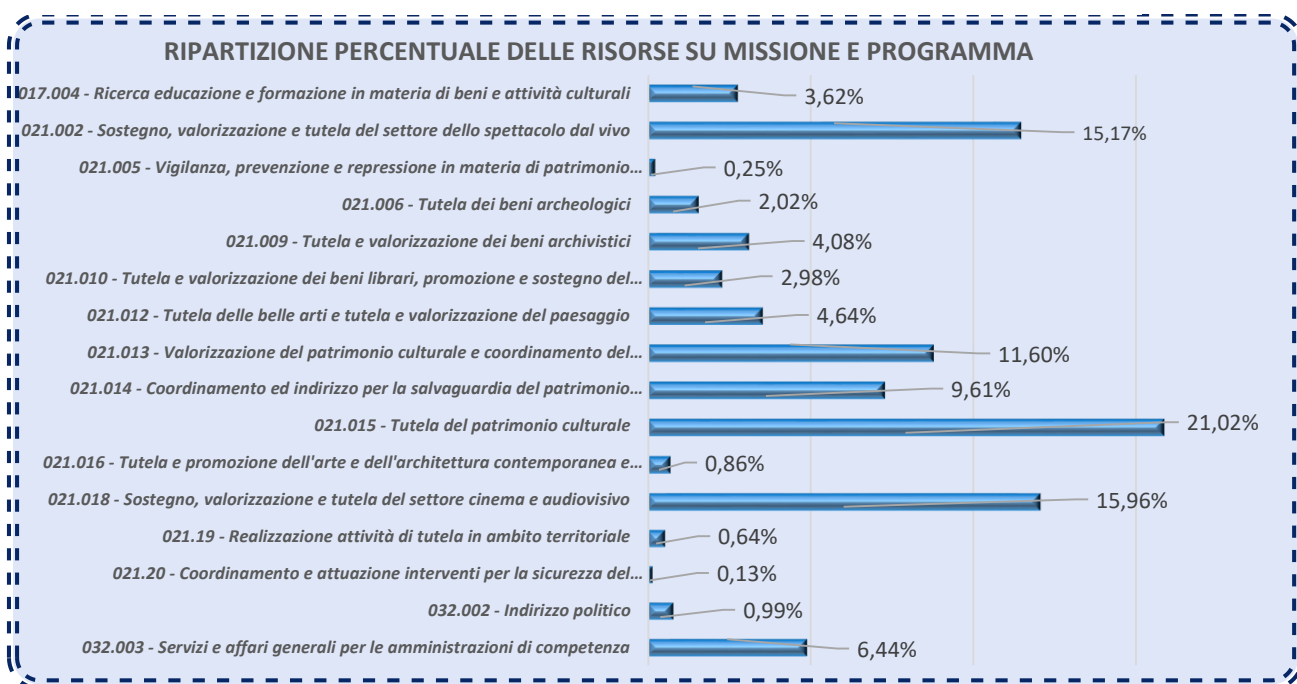 RIPARTIZIONE PERCENTUALE DELLE RISORSE SU MISSIONE E PROGRAMMA
017.004 - Ricerca educazione e formazione in materia di beni e attività culturali 3,62%
021.002 - Sostegno, valorizzazione e tutela del settore dello spettacolo dal vivo 15,17%
021.005 - Vigilanza, prevenzione e repressione in materia di patrimonio… 0,25%
021.006 - Tutela dei beni archeologici 2,02%
021.009 - Tutela e valorizzazione dei beni archivistici 4,08%
021.010 - Tutela e valorizzazione dei beni librari, promozione e sostegno del… 2,98%
021.012 - Tutela delle belle arti e tutela e valorizzazione del paesaggio 4,64%
021.013 - Valorizzazione del patrimonio culturale e coordinamento del… 11,60%
021.014 - Coordinamento ed indirizzo per la salvaguardia del patrimonio… 9,61%
021.015 - Tutela del patrimonio culturale 21,02%
021.016 - Tutela e promozione dell'arte e dell'architettura contemporanea e… 0,86%
021.018 - Sostegno, valorizzazione e tutela del settore cinema e audiovisivo 15,96%
021.19 - Realizzazione attività di tutela in ambito territoriale 0,64%
021.20 - Coordinamento e attuazione interventi per la sicurezza del… 0,13%
032.002 - Indirizzo politico 0,99%
032.003 - Servizi e affari generali per le amministrazioni di competenza 6,44%